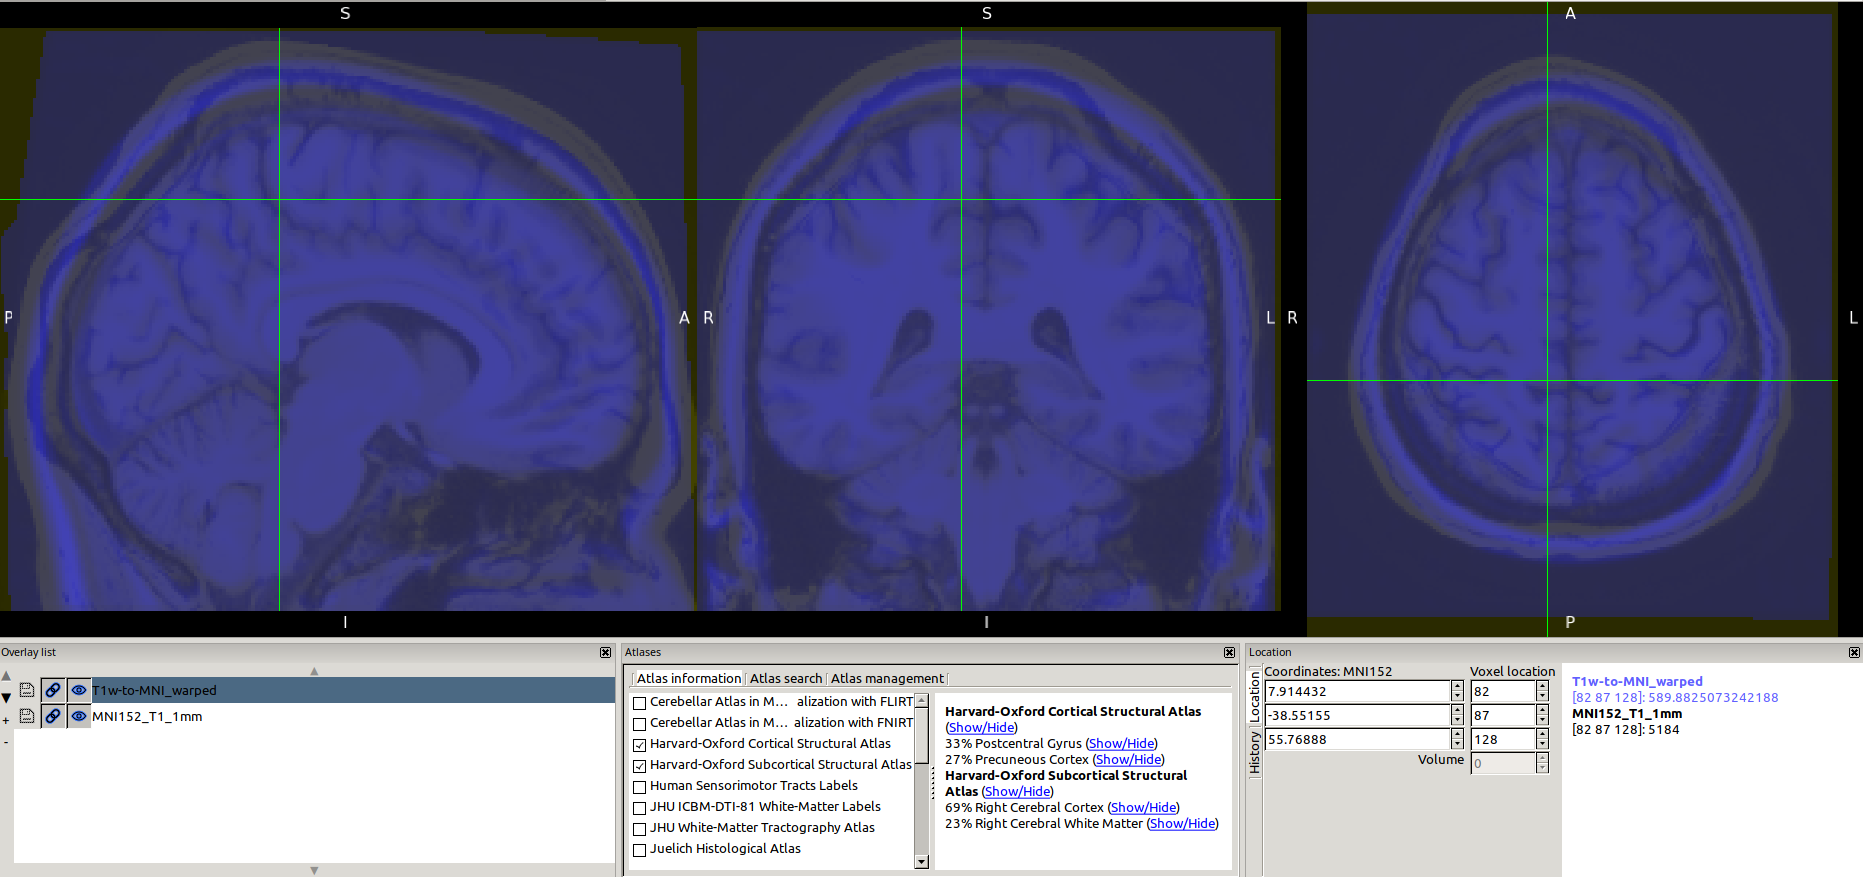 S
S
A
P
A
R
L
R
L
I
I
P
Overlay list
T1w-to-MNI_warped
MNI152_T1_1mm
+
-
Atlases
Atlas information
Atlas search
Atlas management
Cerebellar Atlas in M... alization with FLIRT
Cerebellar Atlas in M... alization with FNIRT
Harvard-Oxford Cortical Structural Atlas
Harvard-Oxford Subcortical Structural Atlas
Human Sensorimotor Tracts Labels
JHU ICBM-DTI-81 White-Matter Labels
JHU White-Matter Tractography Atlas
Juelich Histological Atlas
Harvard-Oxford Cortical Structural Atlas
(Show/Hide)
33% Postcentral Gyrus (Show/Hide)
27% Precuneous Cortex (Show/Hide)
Harvard-Oxford Subcortical Structural
Atlas (Show/Hide)
69% Right Cerebral Cortex (Show/Hide)
23% Right Cerebral White Matter (Show/Hide)
Location
Location
History
Coordinates: MNI152
Voxel location
7.914432
82
-38.55155
87
55.76888
128
Volume
0
T1w-to-MNI_warped
[82 87 128]: 589.8825073242188
MNI152_T1_1mm
[82 87 128]: 5184